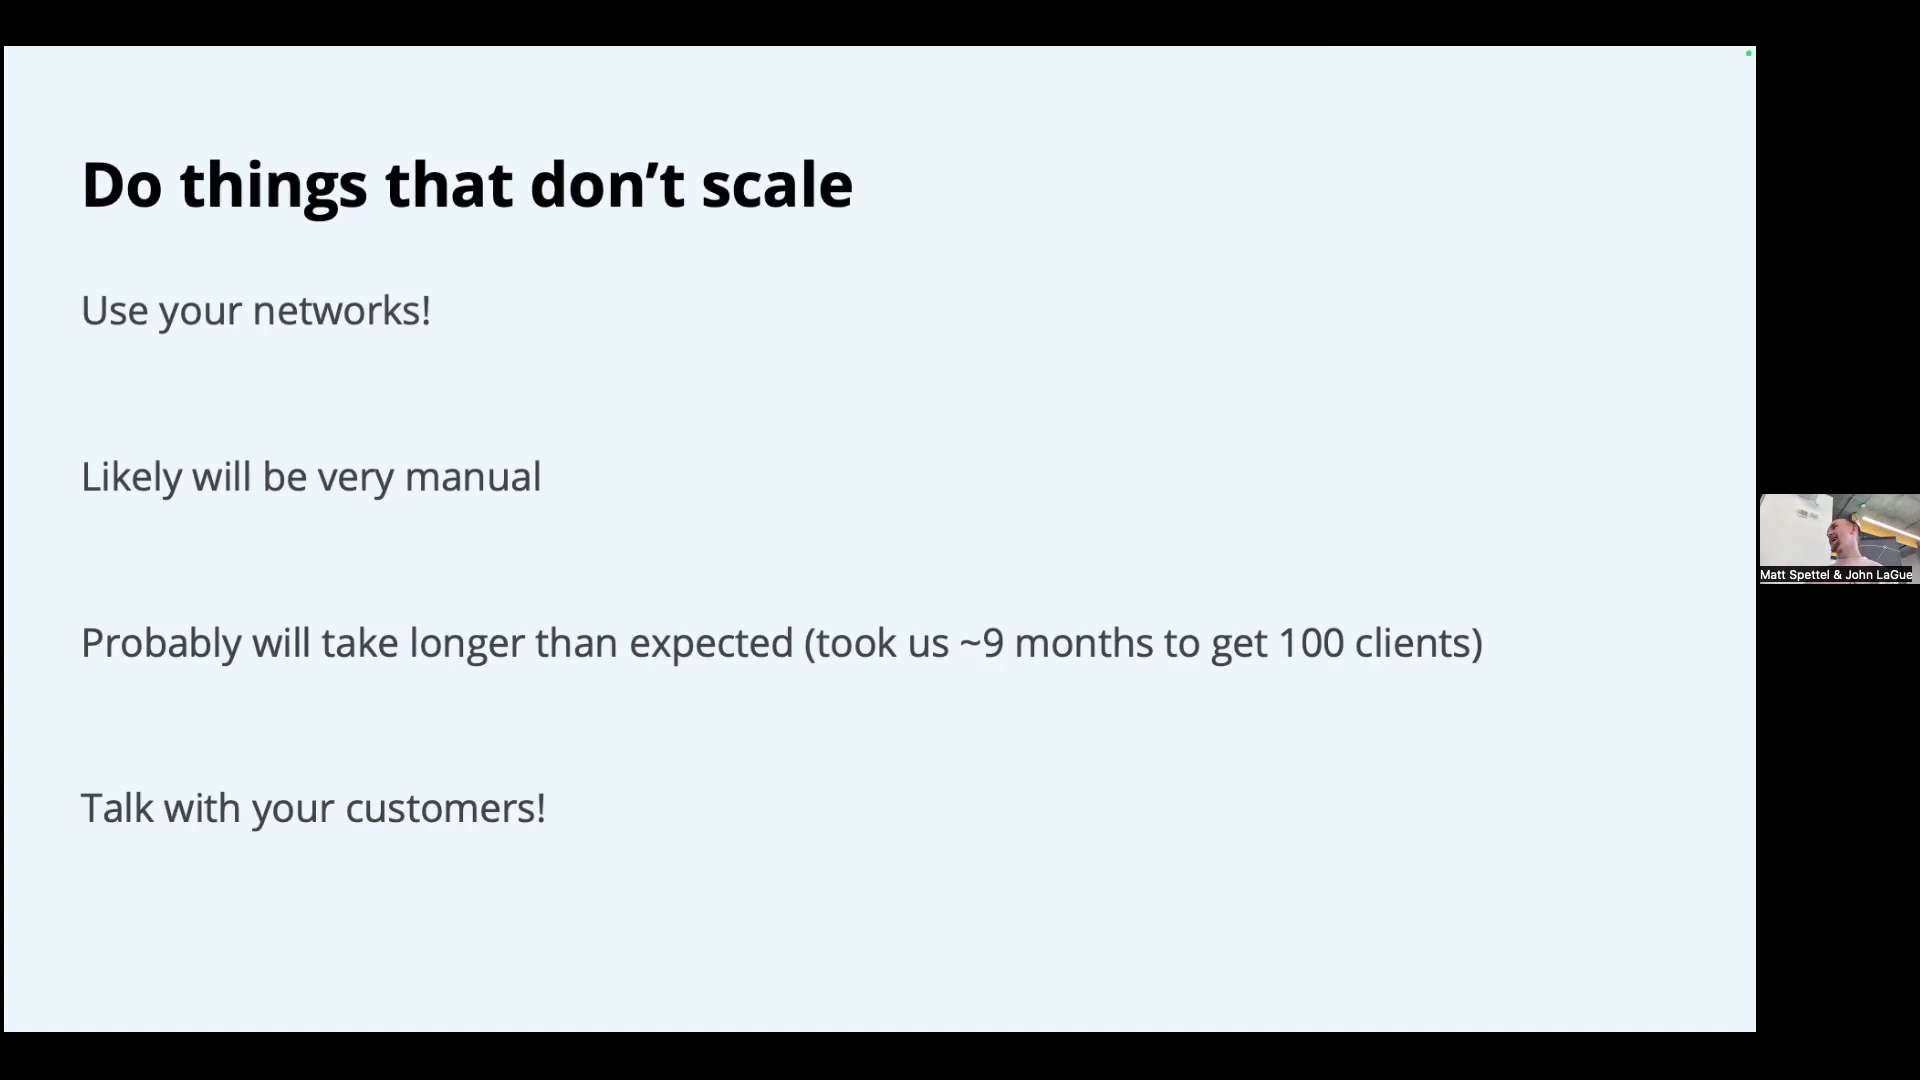 Do things that don’t scale
Use your networks!
Likely will be very manual
Probably will take longer than expected (took us ~9 months to get 100 clients)
Talk with your customers!
Matt Spettel & John LaGue